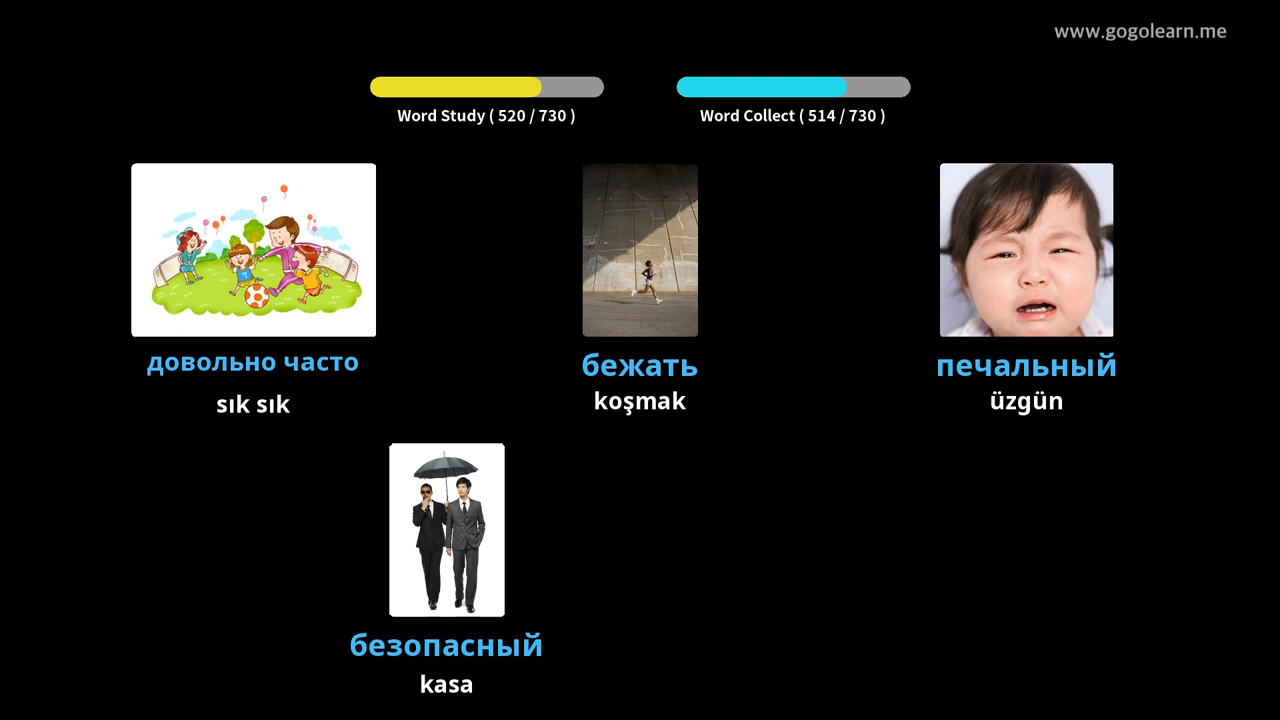 www.gogolearn.me
Word Study ( 520 / 730 )
Word Collect ( 514 / 730 )
довольно часто
sık sık
бежать
koşmak
печальный
üzgün
безопасный
kasa